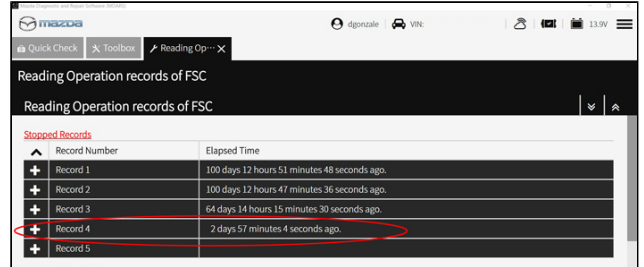 Mazda Diagnostic and Repair Software (MDARS)
mazda dgonzale VIN: 13.9V
Quick Check Toolbox Reading Op··· X
Reading Operation records of FSC
Reading Operation records of FSC
Stopped Records
Record Number Elapsed Time
Record 1 100 days 12 hours 51 minutes 48 seconds ago.
Record 2 100 days 12 hours 47 minutes 36 seconds ago.
Record 3 64 days 14 hours 15 minutes 30 seconds ago.
Record 4 2 days 57 minutes 4 seconds ago.
Record 5